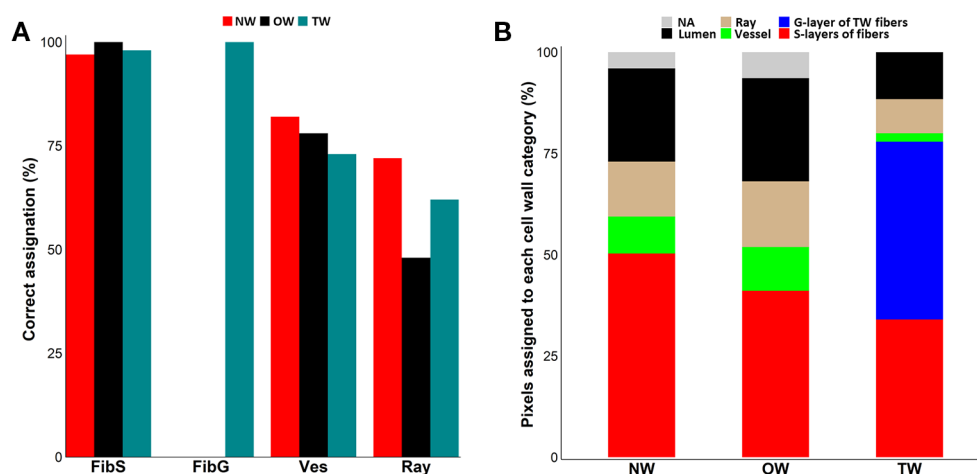 A
NW OW TW
Correct assignation (%)
100
75
50
25
0
FibS FibG Ves Ray
B
NA Ray G-layer of TW fibers
Lumen Vessel S-layers of fibers
Pixels assigned to each cell wall category (%)
100
75
50
25
0
NW OW TW